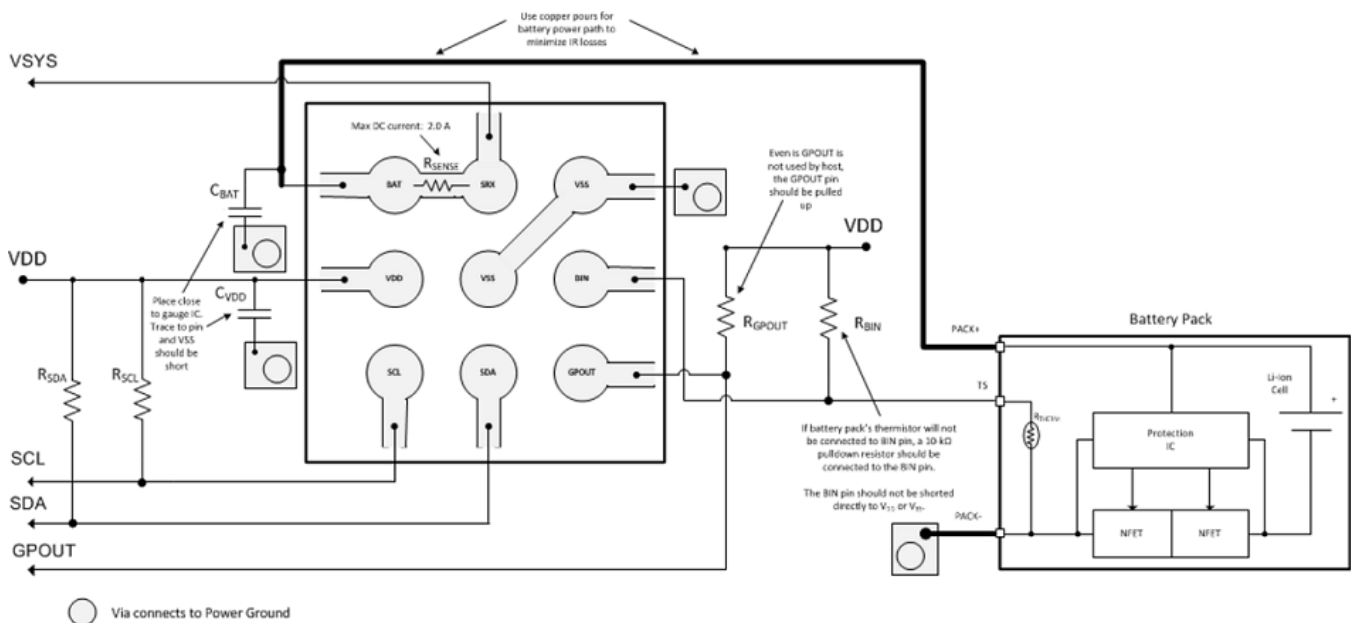 Use copper pours for
battery power path to
minimize IR losses
VSYS
Max DC current: 2.0 A
RSENSE
BAT
SRX
VSS
CBAT
Even is GPOUT is
not used by host,
the GPOUT pin
should be pulled
up
VDD
VDD
VDD
VSS
BIN
CVDD
Place close
to gauge IC.
Trace to pin
and VSS
should be
short
RGPOUT
RBIN
PACK+
Battery Pack
RSDA
RSCL
SCL
SDA
GPOUT
TS
Li-Ion
Cell
+
Protection
IC
If battery pack's thermistor will not
be connected to BIN pin, a 10-kΩ
pulldown resistor should be
connected to the BIN pin.
The BIN pin should not be shorted
directly to
or
SCL
SDA
PACK-
NFET
NFET
GPOUT
Via connects to Power Ground